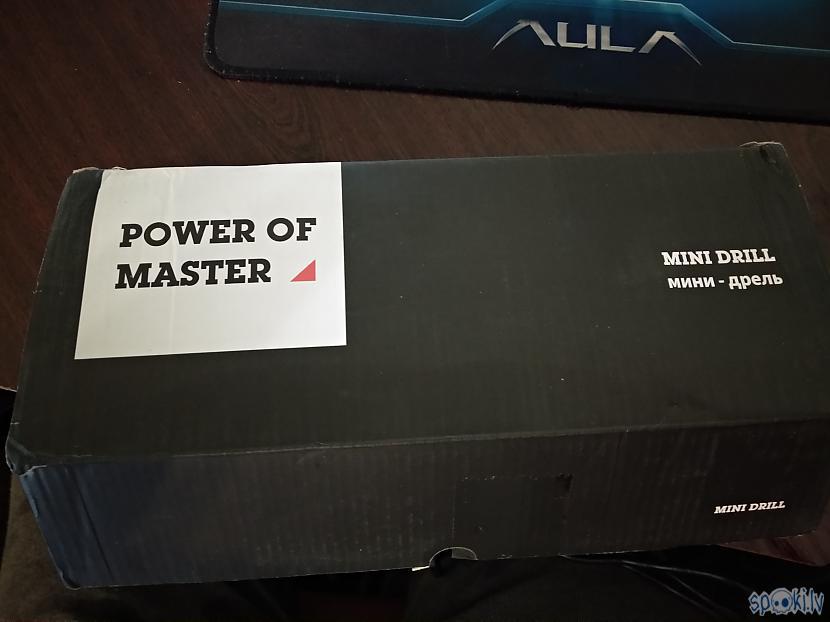 AULA
POWER OF
MASTER
MINI DRILL
мини - дрель
MINI DRILL
spoki.lv